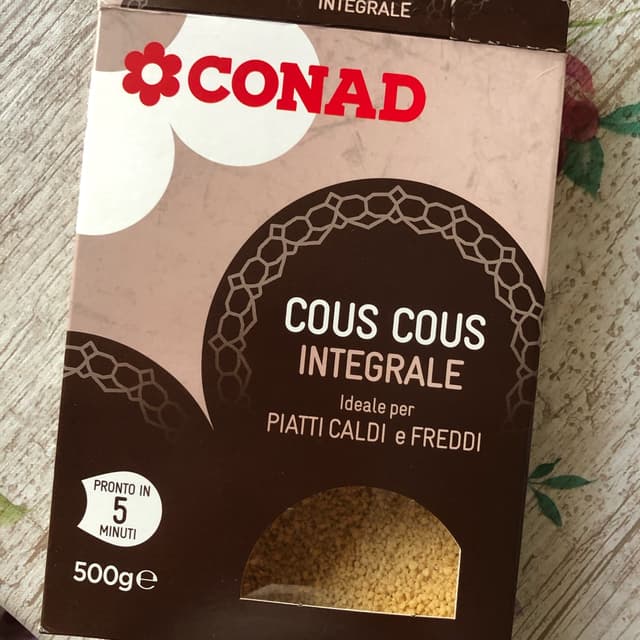 INTEGRALE
CONAD
COUS COUS
INTEGRALE
Ideale per
PIATTI CALDI e FREDDI
PRONTO IN
5
MINUTI
500g℮